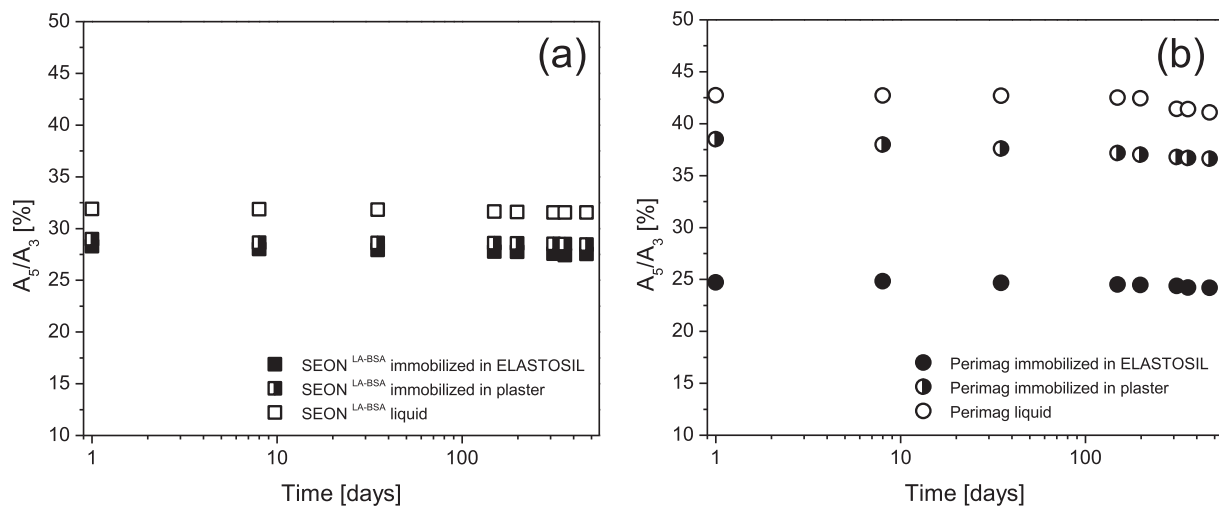 (a)
50
45
40
35
30
25
20
15
10
A5/A3 [%]
1
10
100
Time [days]
SEON LA-BSA immobilized in ELASTOSIL
SEON LA-BSA immobilized in plaster
SEON LA-BSA liquid
(b)
50
45
40
35
30
25
20
15
10
A5/A3 [%]
1
10
100
Time [days]
Perimag immobilized in ELASTOSIL
Perimag immobilized in plaster
Perimag liquid